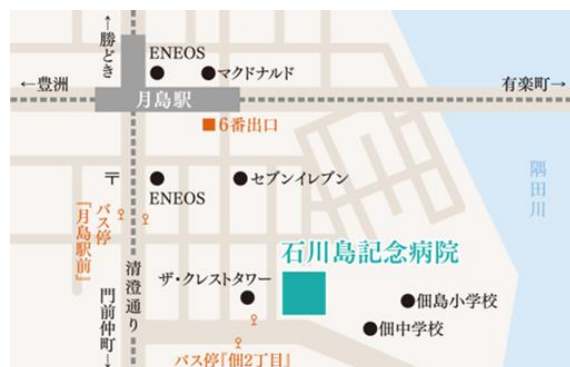 ←勝どき
ENEOS
マクドナルド
←豊洲
有楽町→
月島駅
6番出口
〒
ENEOS
セブンイレブン
隅田川
バス停
『月島駅前』
石川島記念病院
清澄通り
ザ・クレストタワー
門前仲町→
佃島小学校
佃中学校
バス停『佃2丁目』